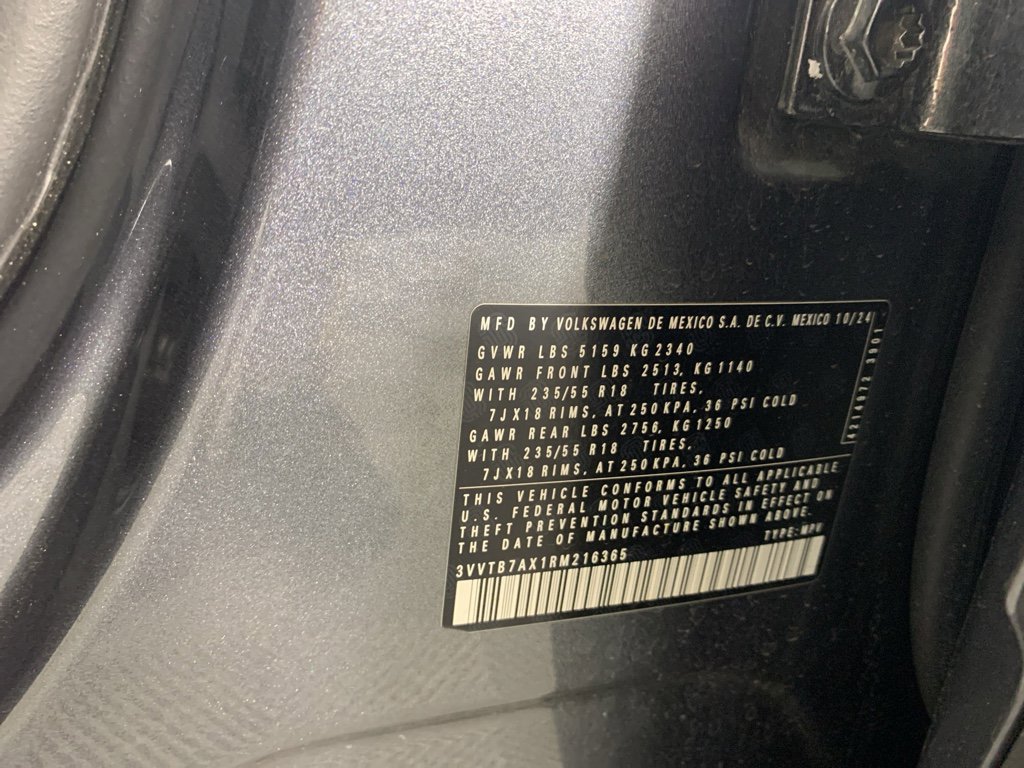 MFD BY VOLKSWAGEN DE MEXICO S.A. DE C.V. MEXICO 10/24
GVWR LBS 5159 KG 2340
GAWR FRONT LBS 2513, KG 1140
WITH 235/55 R18 TIRES,
7J X18 RIMS, AT 250 KPA, 36 PSI COLD
GAWR REAR LBS 2756, KG 1250
WITH 235/55 R18 TIRES,
7J X18 RIMS, AT 250 KPA, 36 PSI COLD
THIS VEHICLE CONFORMS TO ALL APPLICABLE
U.S. FEDERAL MOTOR VEHICLE SAFETY AND
THEFT PREVENTION STANDARDS IN EFFECT ON
THE DATE OF MANUFACTURE SHOWN ABOVE.
TYPE: MPV
3VVTB7AX1RM216365